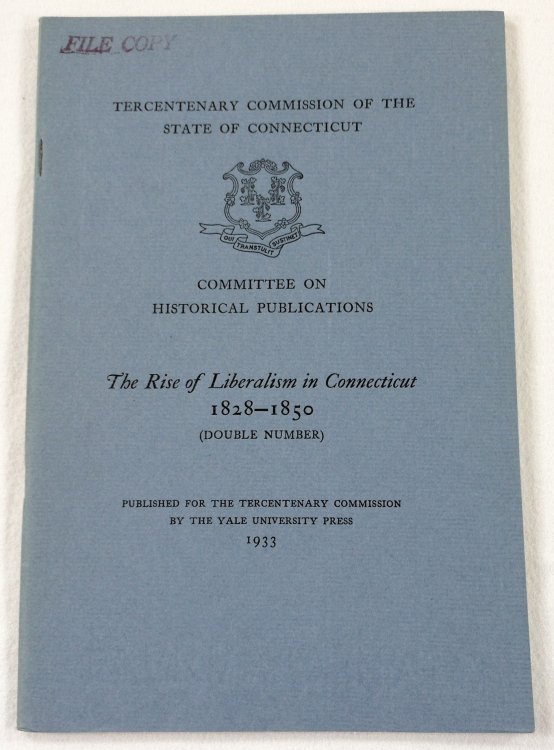 FILE COPY
TERCENTENARY COMMISSION OF THE
STATE OF CONNECTICUT
QUI TRANSTULIT SUSTINET
COMMITTEE ON
HISTORICAL PUBLICATIONS
The Rise of Liberalism in Connecticut
1828–1850
(DOUBLE NUMBER)
PUBLISHED FOR THE TERCENTENARY COMMISSION
BY THE YALE UNIVERSITY PRESS
1933